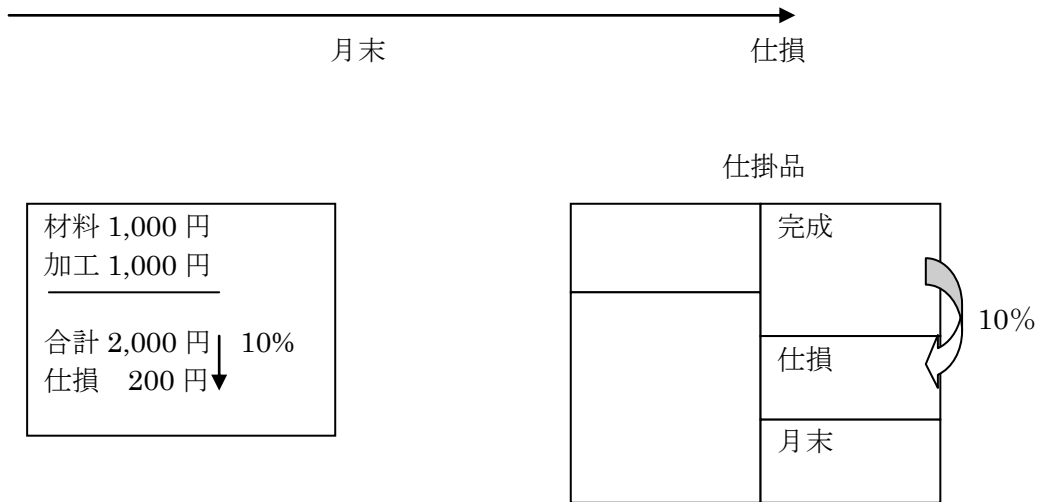 月末 仕損
仕掛品
材料 1,000 円
加工 1,000 円
合計 2,000 円 10%
仕損 200 円
完成
仕損
月末
10%